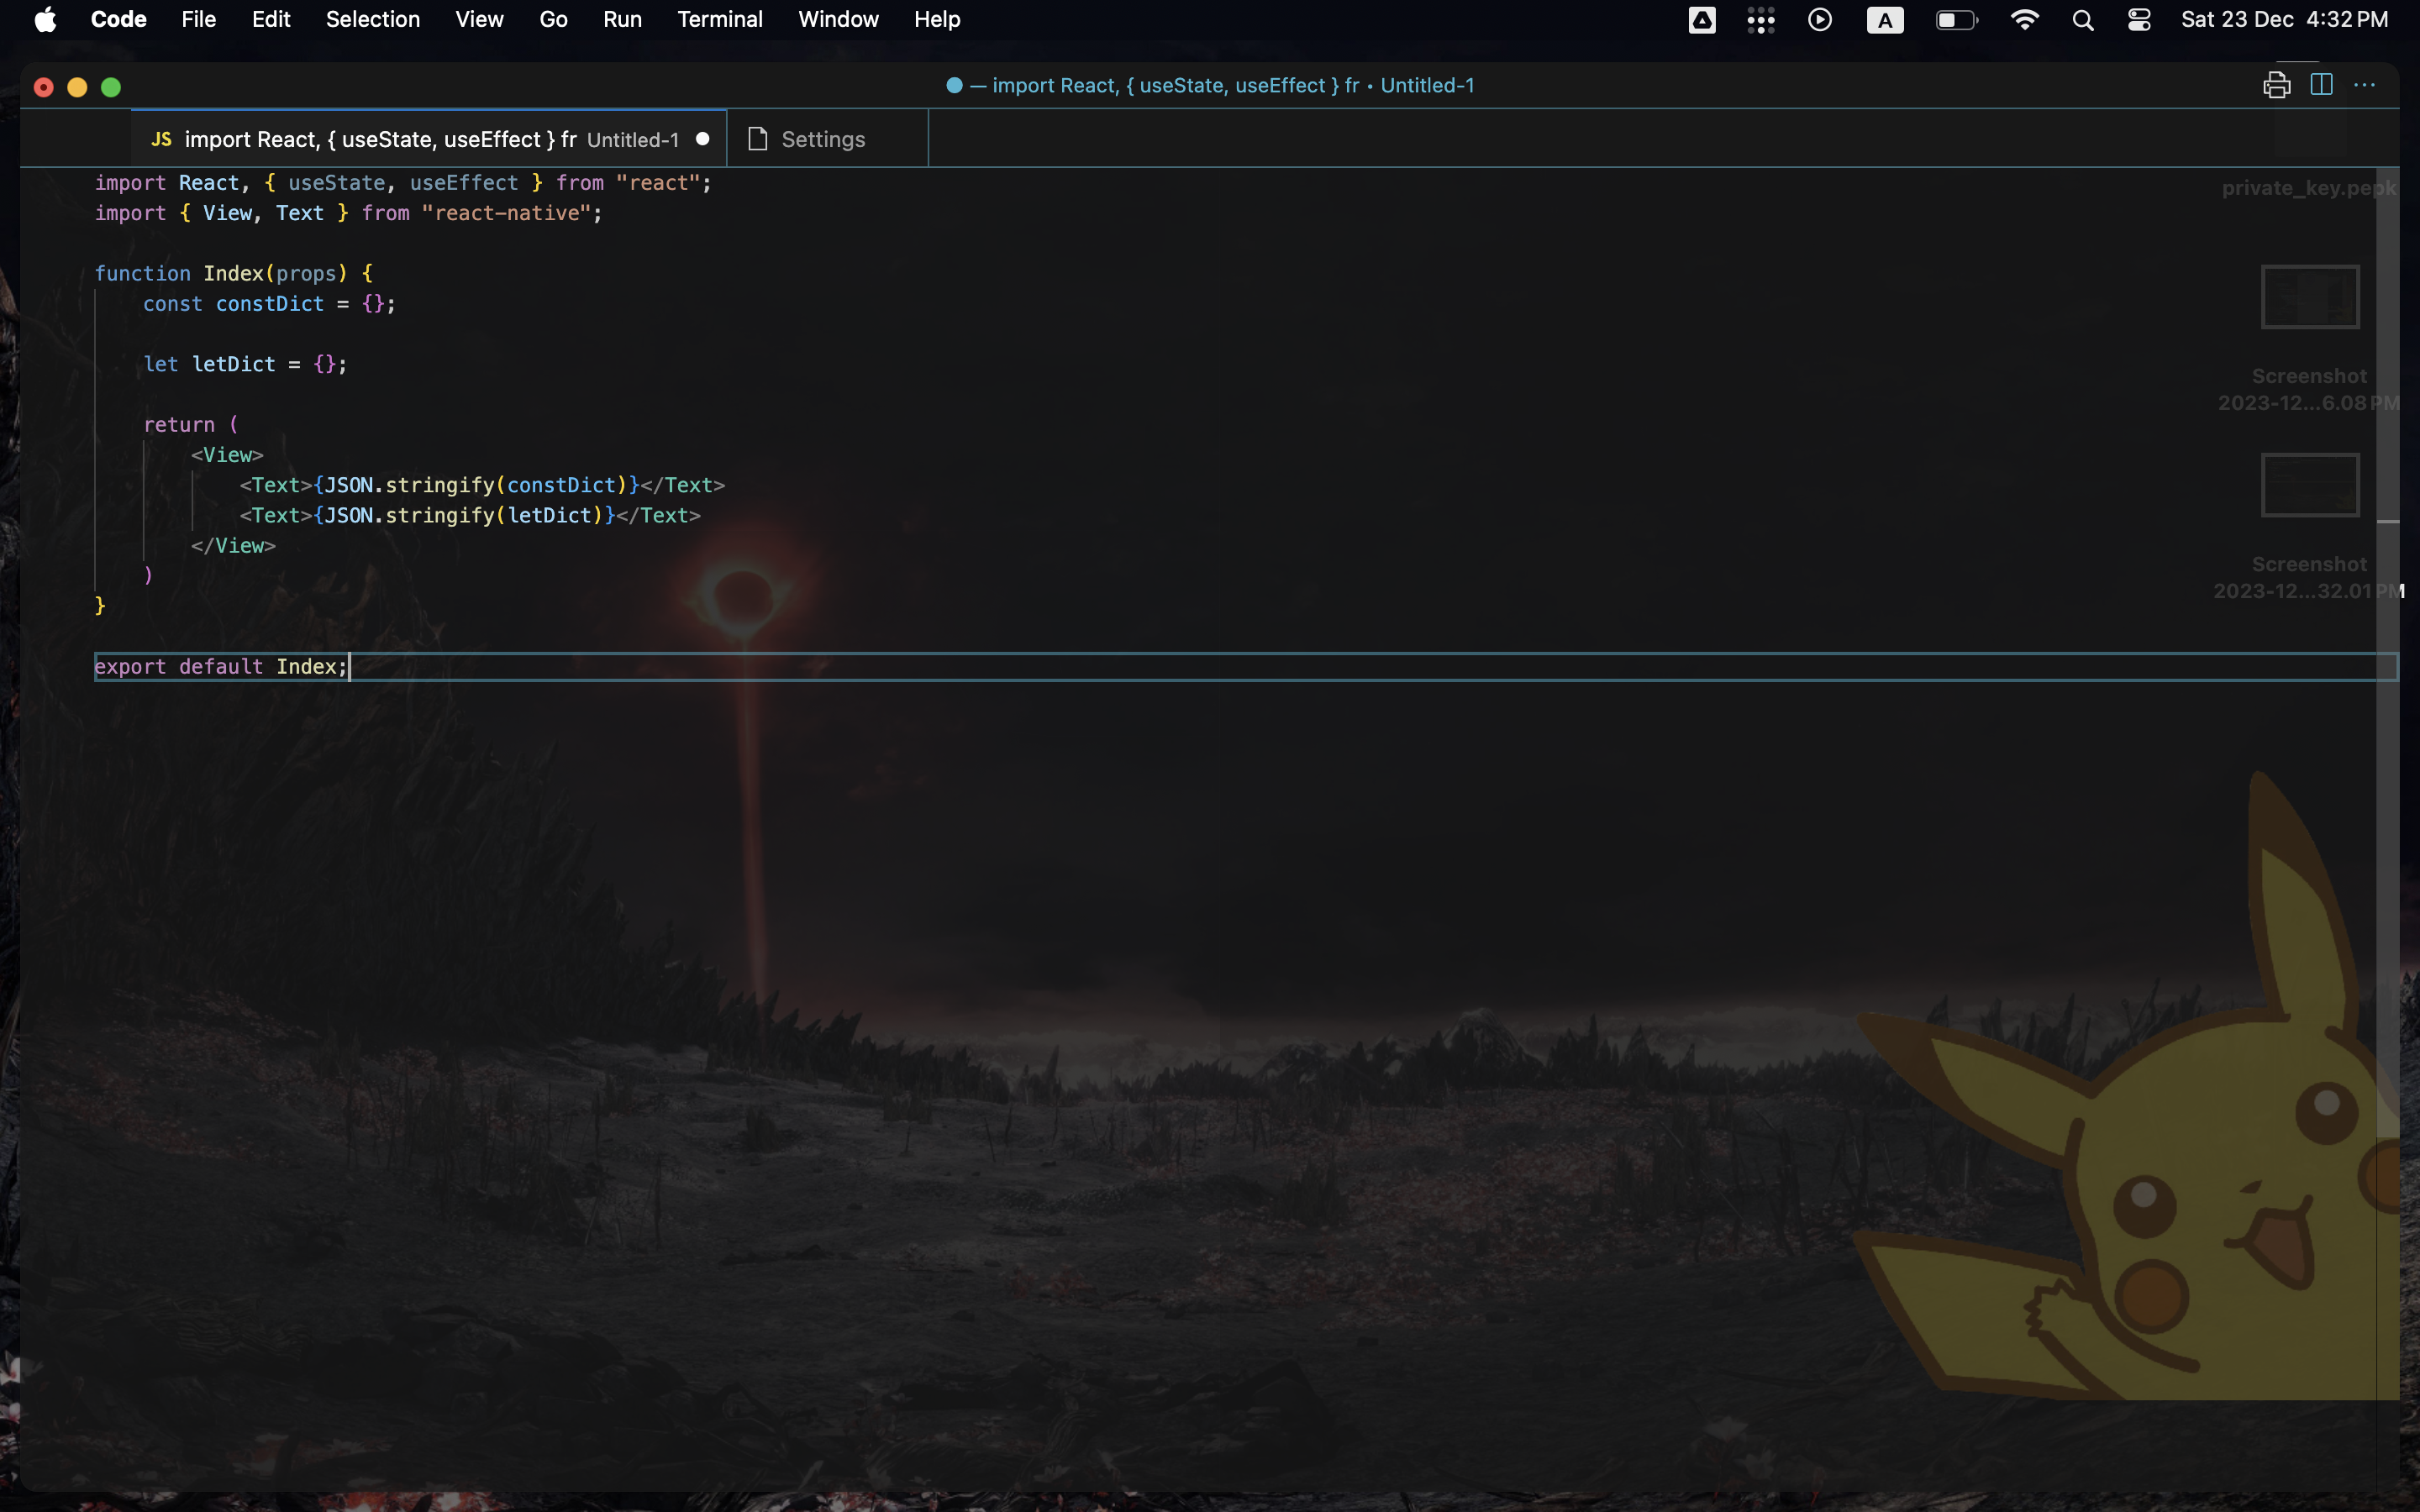 Code File Edit Selection View Go Run Terminal Window Help A Sat 23 Dec 4:32 PM
— import React, { useState, useEffect } fr • Untitled-1
JS import React, { useState, useEffect } fr Untitled-1 Settings
import React, { useState, useEffect } from "react";
import { View, Text } from "react-native";
function Index(props) {
const constDict = {};
let letDict = {};
return (
<View>
<Text>{JSON.stringify(constDict)}</Text>
<Text>{JSON.stringify(letDict)}</Text>
</View>
)
}
export default Index;
private_key.pepk
Screenshot
2023-12...6.08 PM
Screenshot
2023-12...32.01 PM